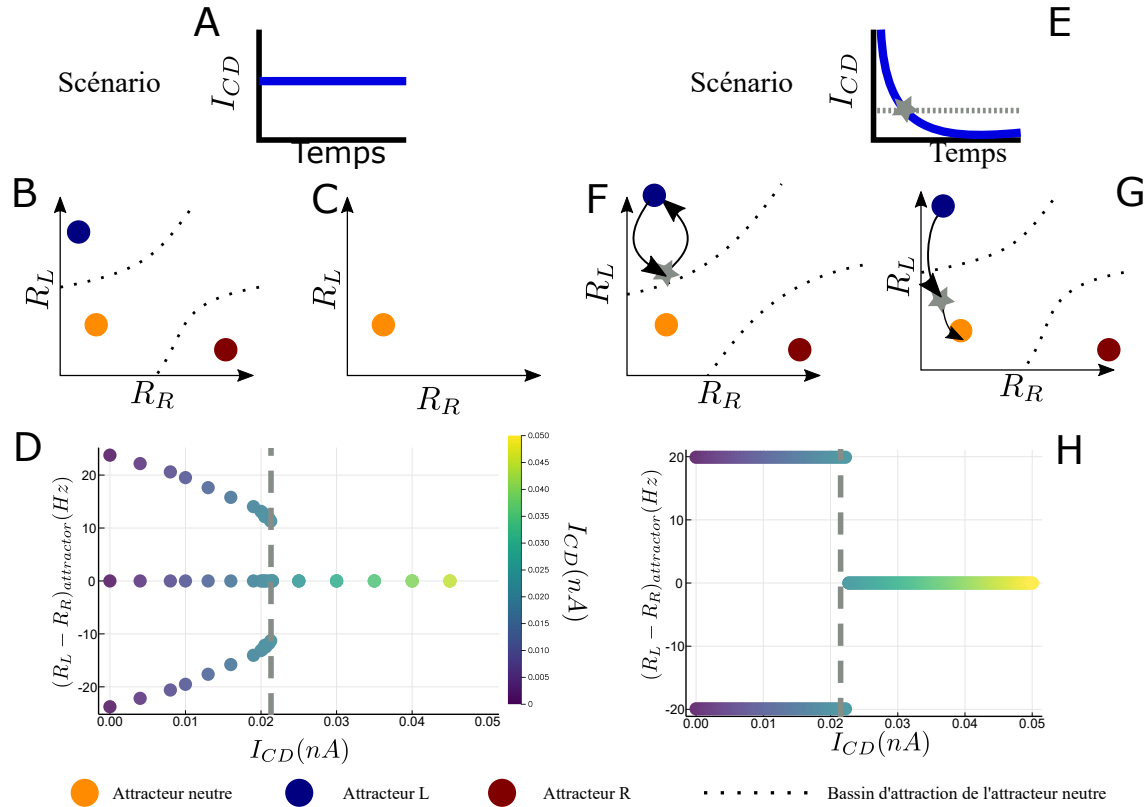 A
Scénario
I_CD
Temps
E
Scénario
I_CD
Temps
B
R_L
R_R
C
R_R
F
R_L
R_R
G
R_L
R_R
D
(R_L − R_R)_attractor(Hz)
20
10
0
-10
-20
0.00
0.01
0.02
0.03
0.04
0.05
I_CD(nA)
0.050
0.045
0.040
0.035
0.030
0.025
0.020
0.015
0.010
0.005
0
I_CD(nA)
H
(R_L − R_R)_attractor(Hz)
20
10
0
-10
-20
0.00
0.01
0.02
0.03
0.04
0.05
I_CD(nA)
Attracteur neutre
Attracteur L
Attracteur R
Bassin d'attraction de l'attracteur neutre